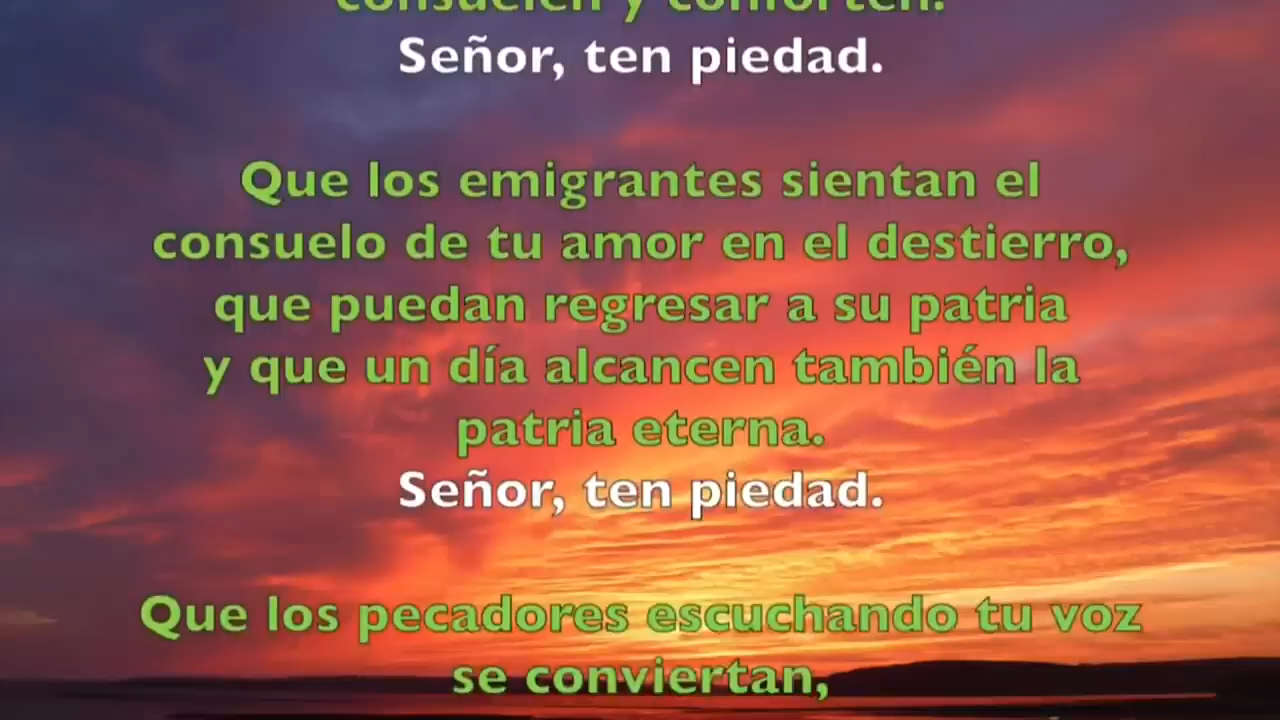 consuelen y conforten.
Señor, ten piedad.
Que los emigrantes sientan el
consuelo de tu amor en el destierro,
que puedan regresar a su patria
y que un día alcancen también la
patria eterna.
Señor, ten piedad.
Que los pecadores escuchando tu voz
se conviertan,